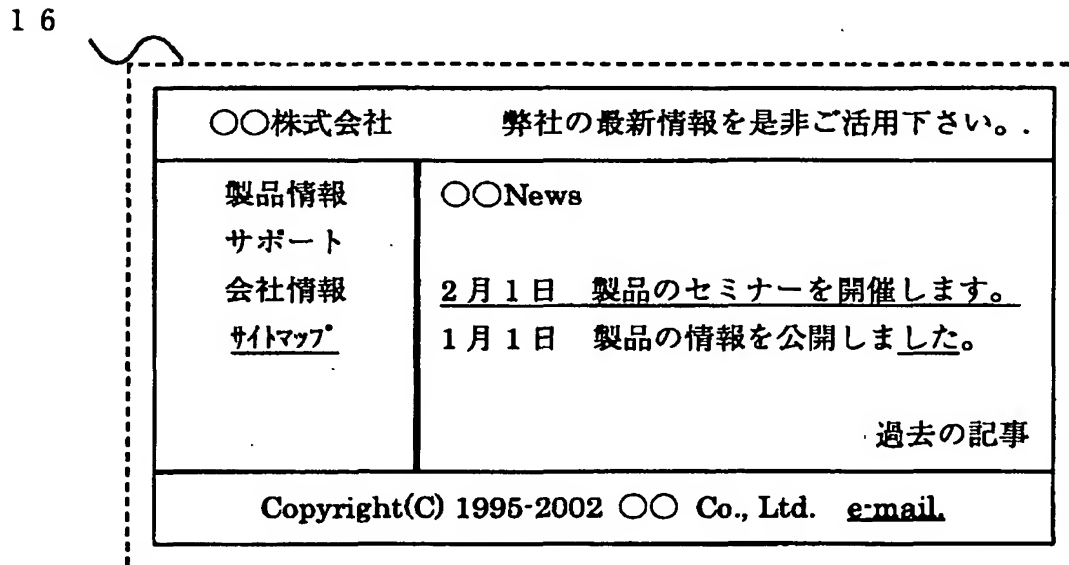 16
○○株式会社 弊社の最新情報を是非ご活用下さい。
製品情報
サポート
会社情報
サイトマップ
○○News
2月1日 製品のセミナーを開催します。
1月1日 製品の情報を公開しました。
過去の記事
Copyright(C) 1995-2002 ○○ Co., Ltd. e-mail.